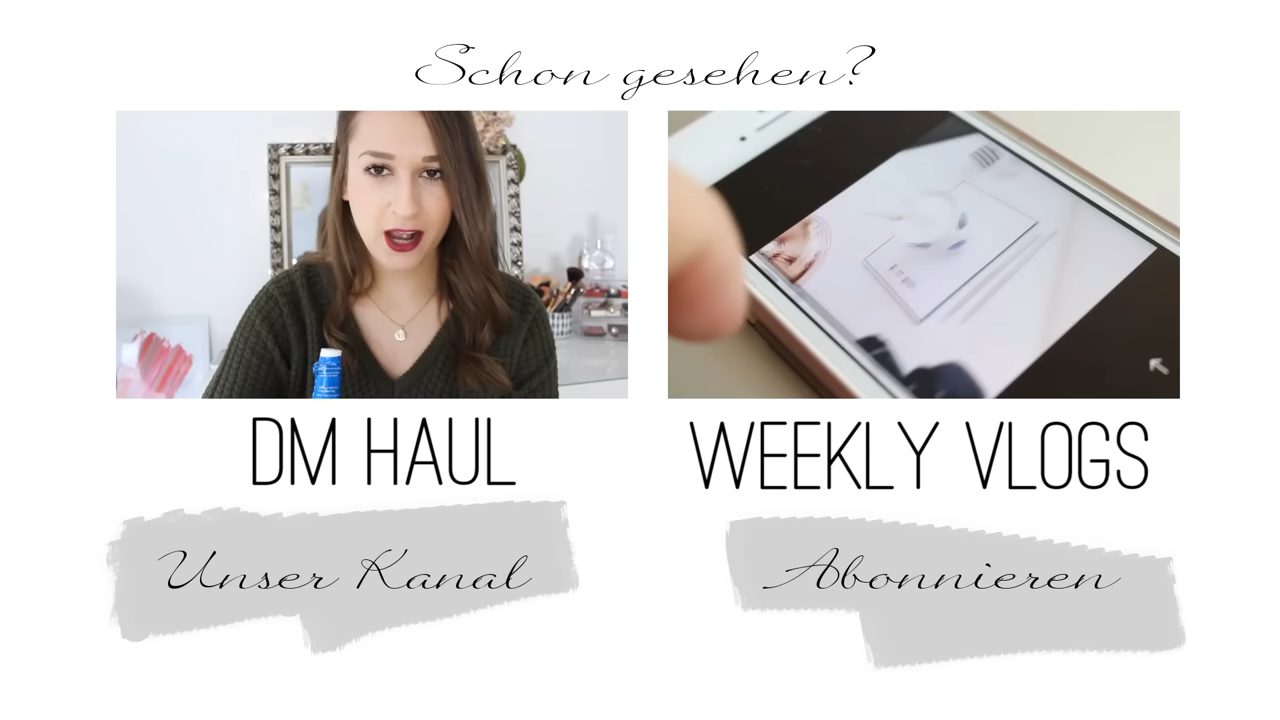 Schon gesehen?
DM HAUL
WEEKLY VLOGS
Unser Kanal
Abonnieren